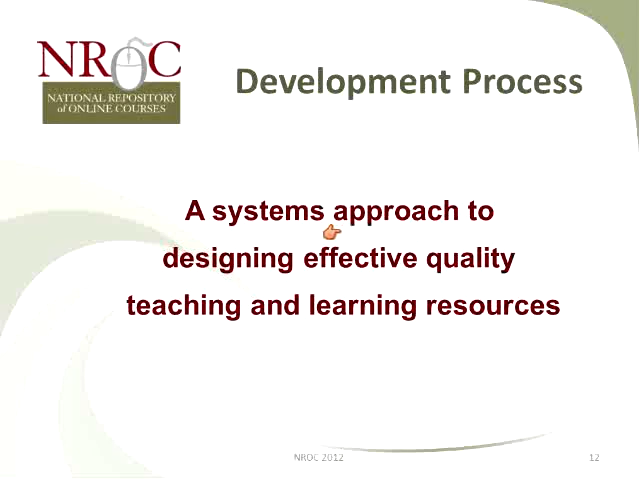 NROC
NATIONAL REPOSITORY
of ONLINE COURSES
Development Process
A systems approach to
designing effective quality
teaching and learning resources
NROC 2012
12